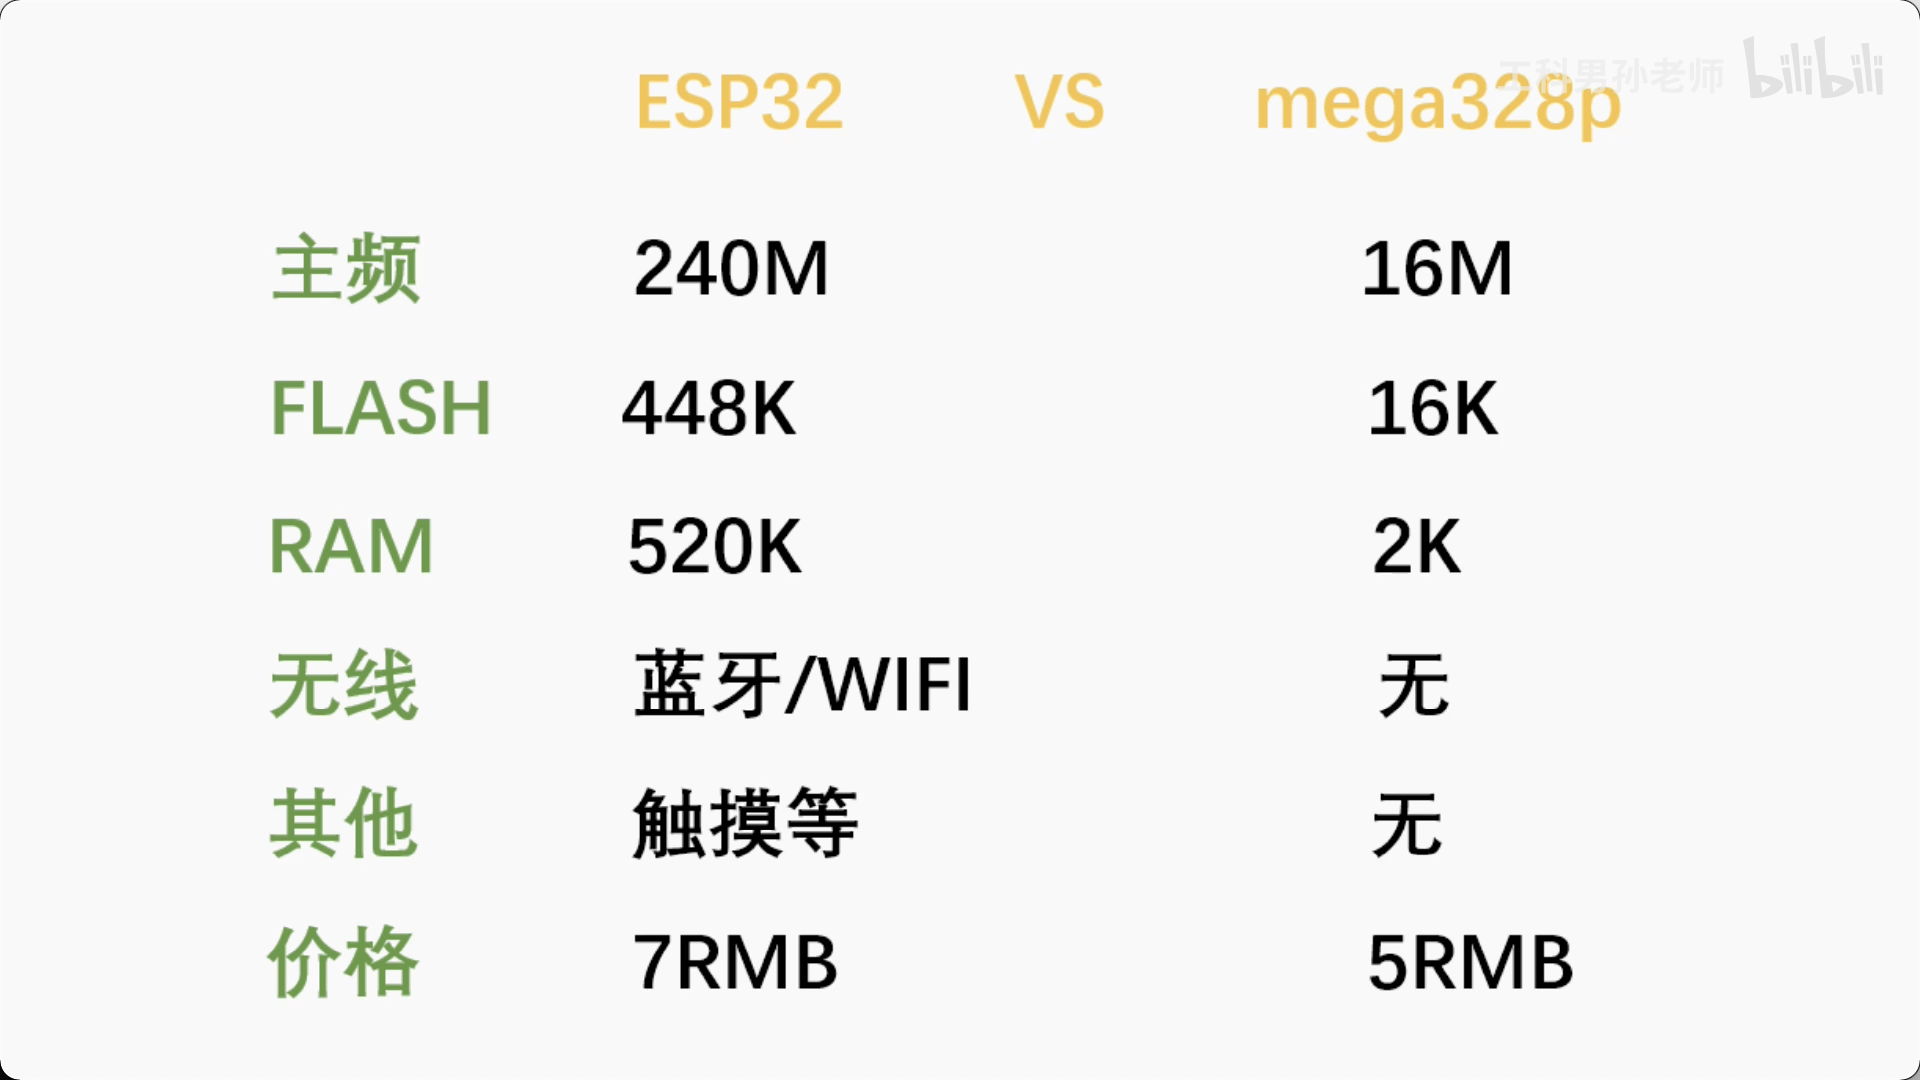 工科男孙老师 bilibili
ESP32 VS mega328p
主频 240M 16M
FLASH 448K 16K
RAM 520K 2K
无线 蓝牙/WIFI 无
其他 触摸等 无
价格 7RMB 5RMB